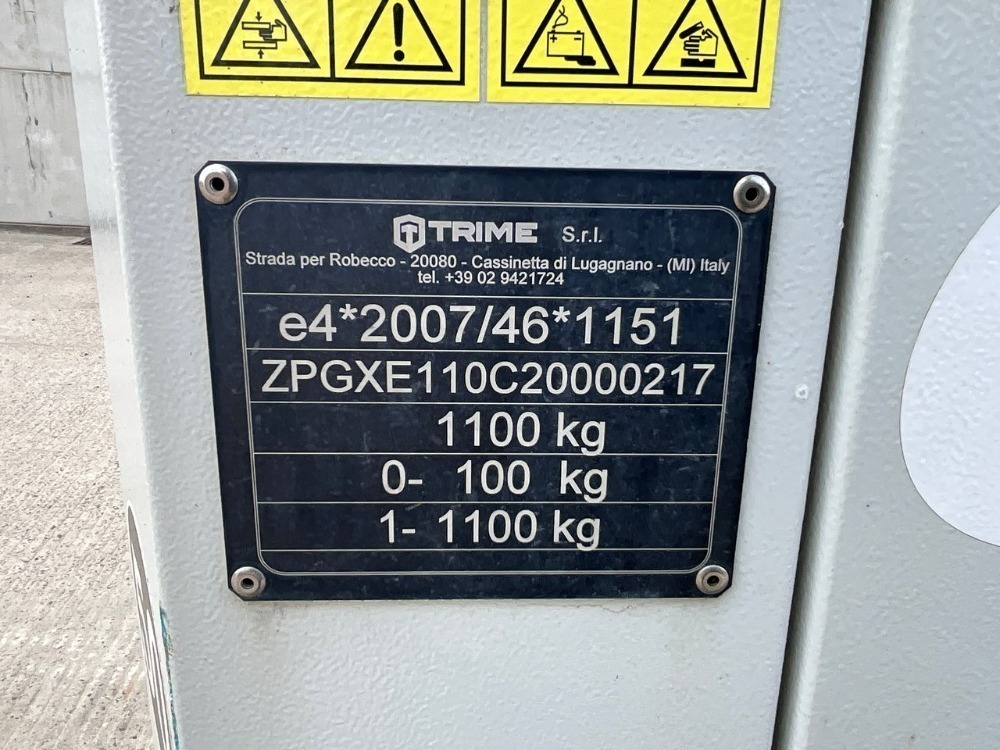 TRIME S.r.l.
Strada per Robecco - 20080 - Cassinetta di Lugagnano - (MI) Italy
tel. +39 02 9421724
e4*2007/46*1151
ZPGXE110C20000217
1100 kg
0- 100 kg
1- 1100 kg